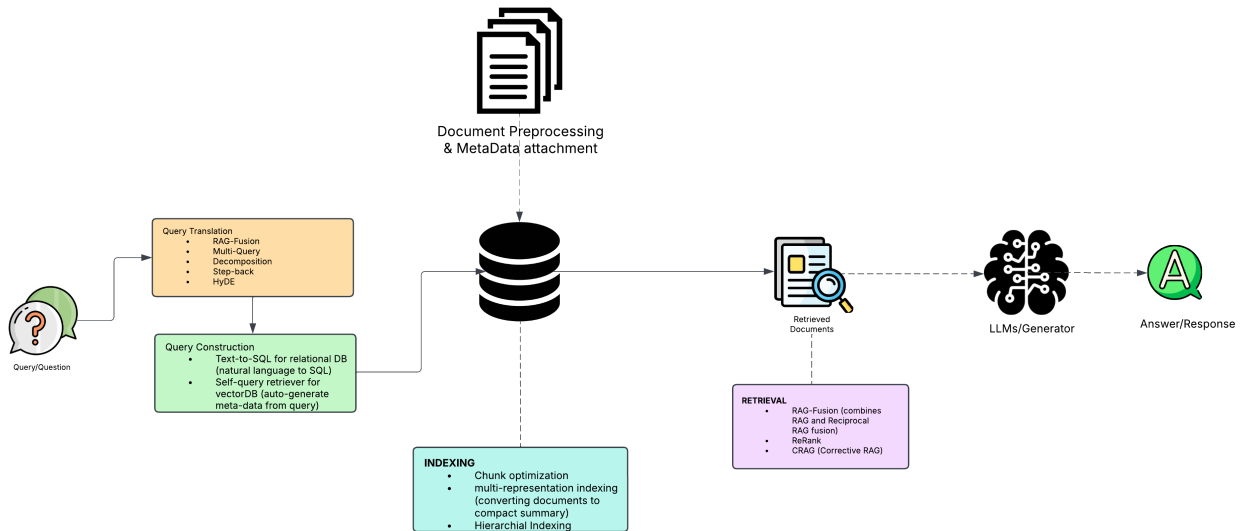 Document Preprocessing
& MetaData attachment
Query Translation
• RAG-Fusion
• Multi-Query
• Decomposition
• Step-back
• HyDE
Query/Question
Query Construction
• Text-to-SQL for relational DB
(natural language to SQL)
• Self-query retriever for
vectorDB (auto-generate
meta-data from query)
INDEXING
• Chunk optimization
• multi-representation indexing
(converting documents to
compact summary)
• Hierarchial Indexing
Retrieved
Documents
RETRIEVAL
• RAG-Fusion (combines
RAG and Reciprocal
RAG fusion)
• ReRank
• CRAG (Corrective RAG)
LLMs/Generator
A
Answer/Response